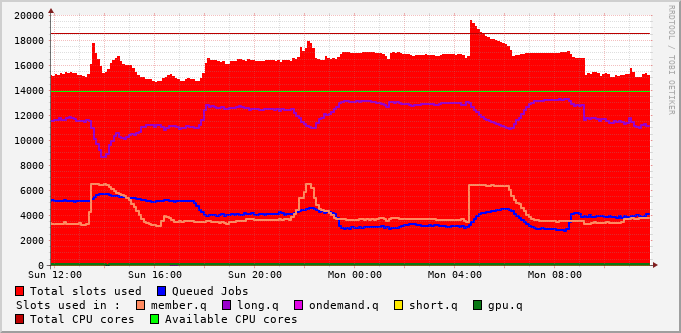 RRDTOOL / TOBI OETIKER
20000
18000
16000
14000
12000
10000
8000
6000
4000
2000
0
Sun 12:00 Sun 16:00 Sun 20:00 Mon 00:00 Mon 04:00 Mon 08:00
Total slots used Queued Jobs
Slots used in : member.q long.q ondemand.q short.q gpu.q
Total CPU cores Available CPU cores